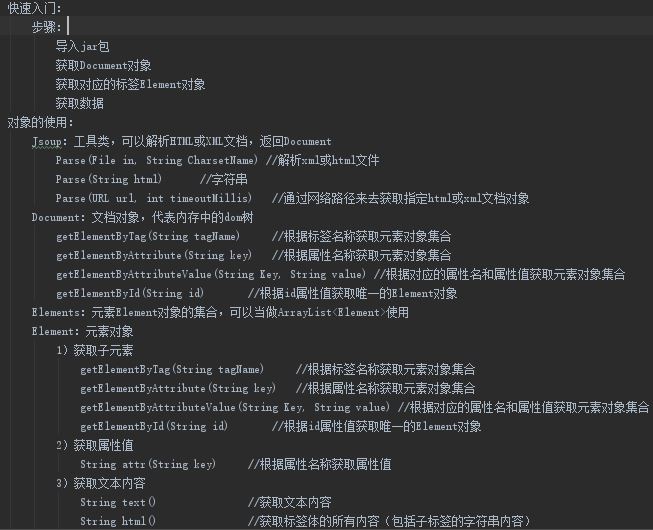 快速入门:
步骤:
导入jar包
获取Document对象
获取对应的标签Element对象
获取数据
对象的使用:
Jsoup: 工具类, 可以解析HTML或XML文档, 返回Document
Parse(File in, String CharsetName) //解析xml或html文件
Parse(String html) //字符串
Parse(URL url, int timeoutMillis) //通过网络路径来去获取指定html或xml文档对象
Document: 文档对象, 代表内存中的dom树
getElementByTag(String tagName) //根据标签名称获取元素对象集合
getElementByAttribute(String key) //根据属性名称获取元素对象集合
getElementByAttributeValue(String Key, String value) //根据对应的属性名和属性值获取元素对象集合
getElementById(String id) //根据id属性值获取唯一的Element对象
Elements: 元素Element对象的集合, 可以当做ArrayList<Element>使用
Element: 元素对象
1) 获取子元素
getElementByTag(String tagName) //根据标签名称获取元素对象集合
getElementByAttribute(String key) //根据属性名称获取元素对象集合
getElementByAttributeValue(String Key, String value) //根据对应的属性名和属性值获取元素对象集合
getElementById(String id) //根据id属性值获取唯一的Element对象
2) 获取属性值
String attr(String key) //根据属性名称获取属性值
3) 获取文本内容
String text() //获取文本内容
String html() //获取标签体的所有内容(包括子标签的字符串内容)